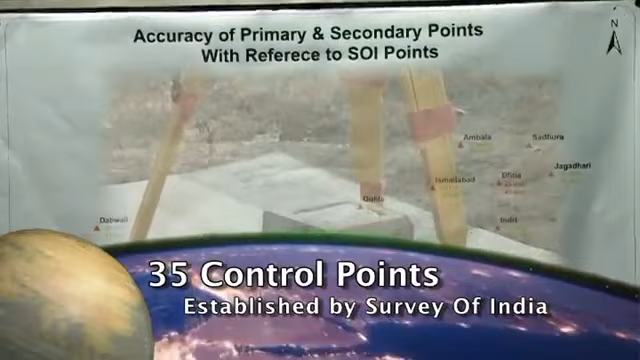 Accuracy of Primary & Secondary Points
With Referece to SOI Points
N
Ambala
Sadhura
Jagadhari
Ismailabad
Guhla
Indri
Dabwali
35 Control Points
Established by Survey Of India